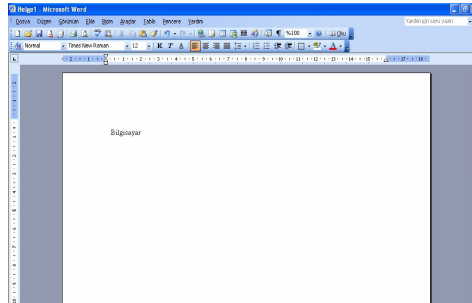 Belge1 - Microsoft Word
Dosya Düzen Görünüm Ekle Biçim Araçlar Tablo Pencere Yardım
Yardım için soru yazın
%100 Oku
Normal Times New Roman 12 K T A
Bilgisayar